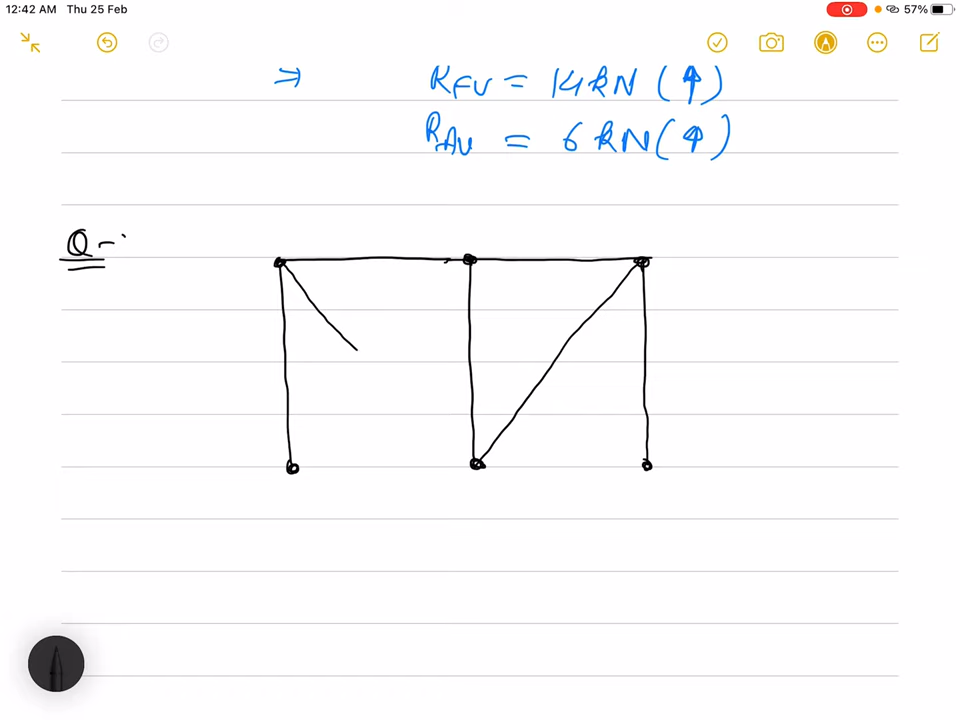 12:42 AM Thu 25 Feb 57%
⇒ RFV = 14 kN (↑)
RAV = 6 kN (↑)
Q -: